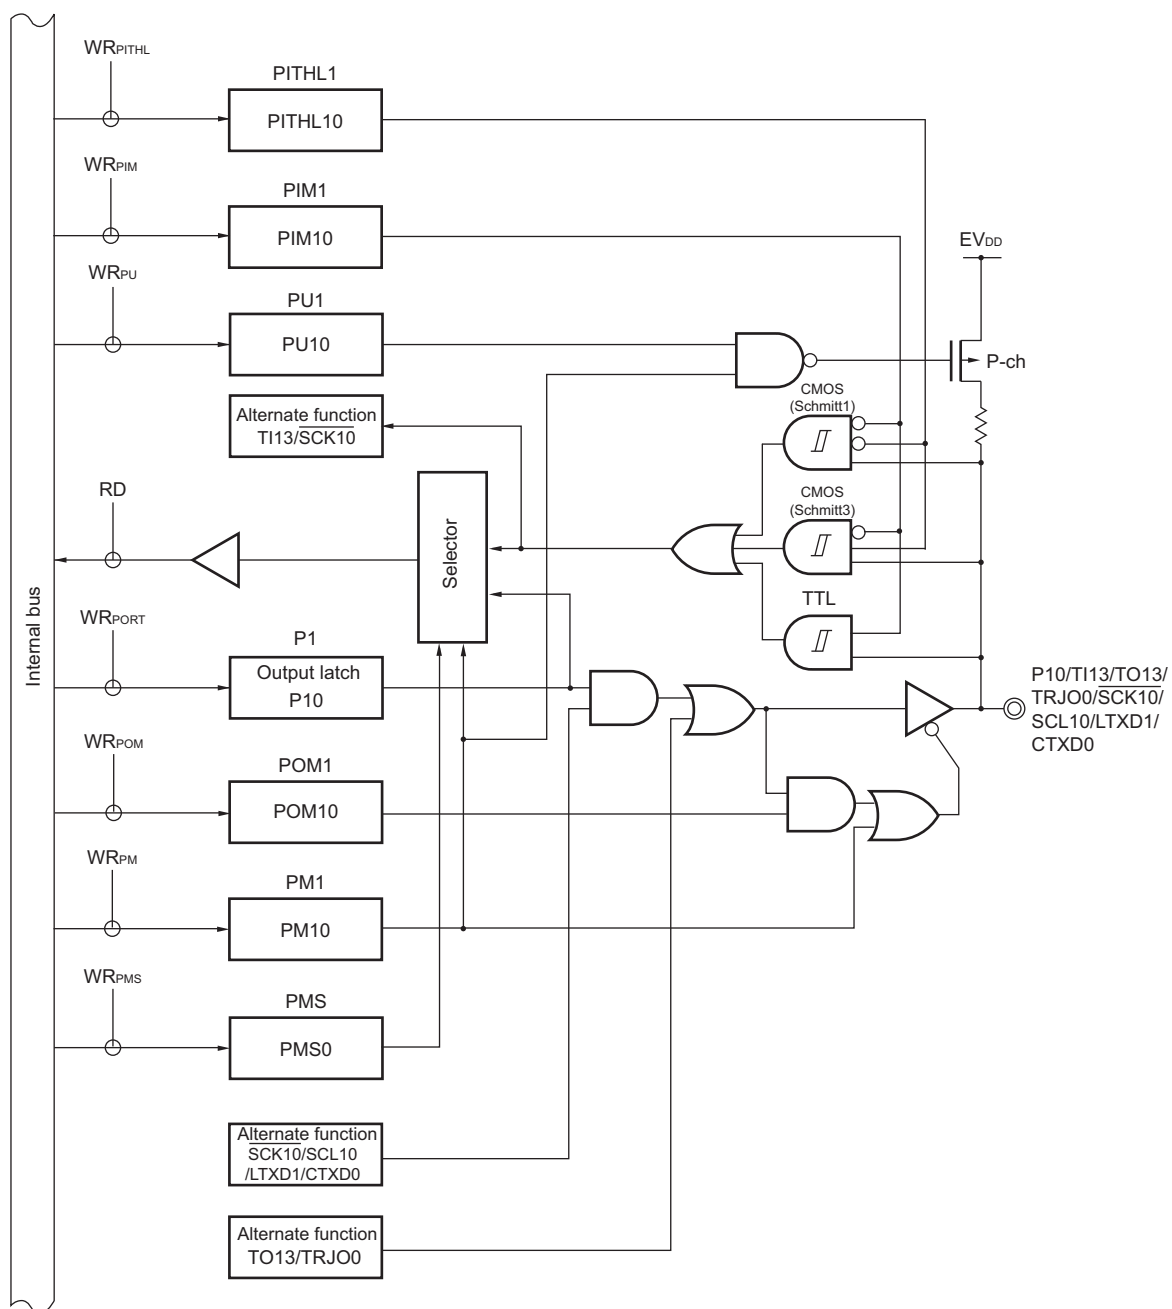 WRPITHL
PITHL1
PITHL10
WRPIM
PIM1
PIM10
WRPU
PU1
PU10
EVDD
P-ch
CMOS
(Schmitt1)
Alternate function
TI13/SCK10
RD
Selector
CMOS
(Schmitt3)
TTL
Internal bus
WRPORT
P1
Output latch
P10
P10/TI13/TO13/
TRJO0/SCK10/
SCL10/LTXD1/
CTXD0
WRPOM
POM1
POM10
WRPM
PM1
PM10
WRPMS
PMS
PMS0
Alternate function
SCK10/SCL10
/LTXD1/CTXD0
Alternate function
TO13/TRJO0